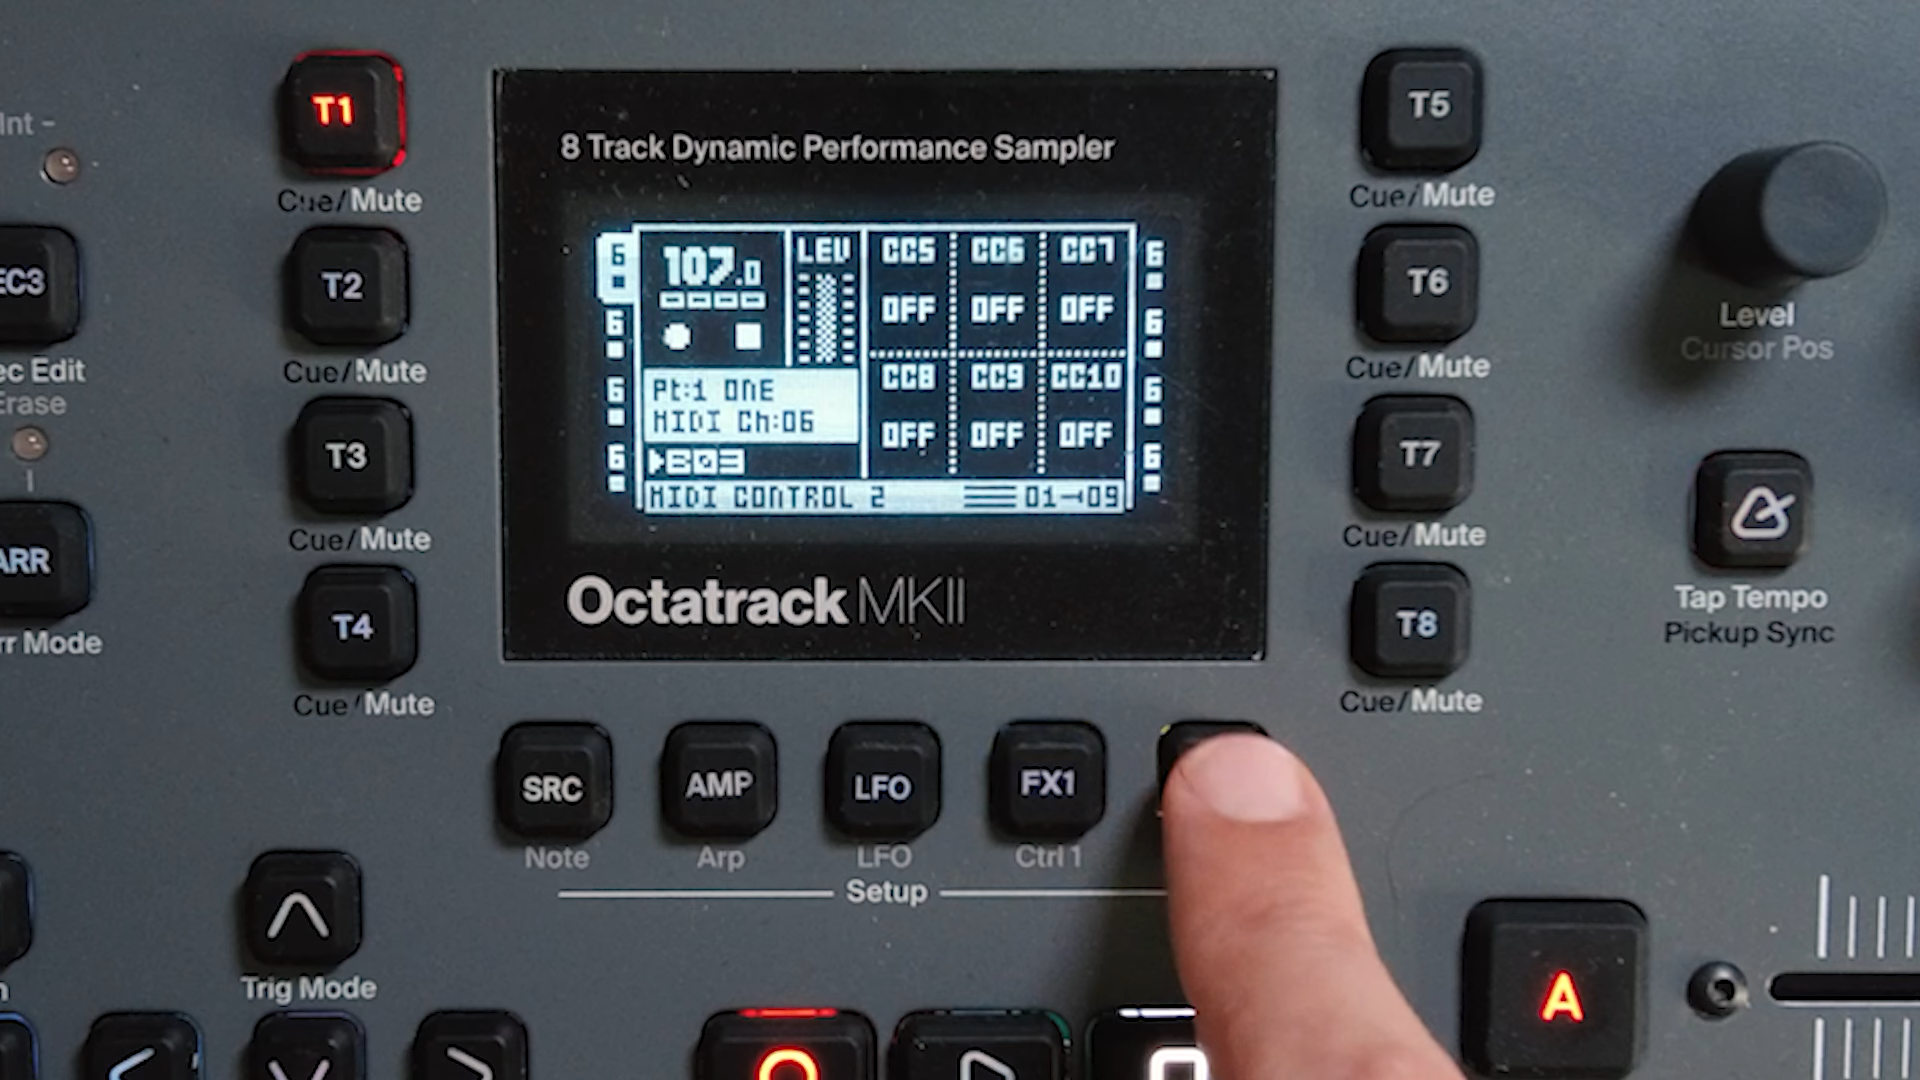 Int -
T1
Cue/Mute
EC3
ec Edit
Erase
T2
Cue/Mute
T3
Cue/Mute
ARR
rr Mode
T4
Cue/Mute
8 Track Dynamic Performance Sampler
6
6
6
6
107.0
LEV
CC5 CC6 CC7
OFF OFF OFF
CC8 CC9 CC10
OFF OFF OFF
Pt:1 ONE
MIDI Ch:06
B03
MIDI CONTROL 2
01 09
6
6
6
6
Octatrack MKII
T5
Cue/Mute
T6
Cue/Mute
T7
Cue/Mute
T8
Cue/Mute
Level
Cursor Pos
Tap Tempo
Pickup Sync
SRC AMP LFO FX1
Note Arp LFO Ctrl 1
Setup
Trig Mode
A